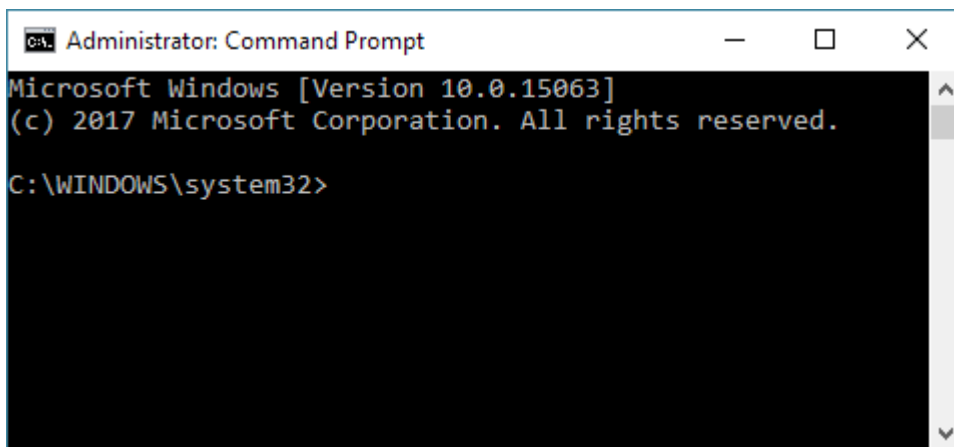 Administrator: Command Prompt
Microsoft Windows [Version 10.0.15063]
(c) 2017 Microsoft Corporation. All rights reserved.
C:\WINDOWS\system32>